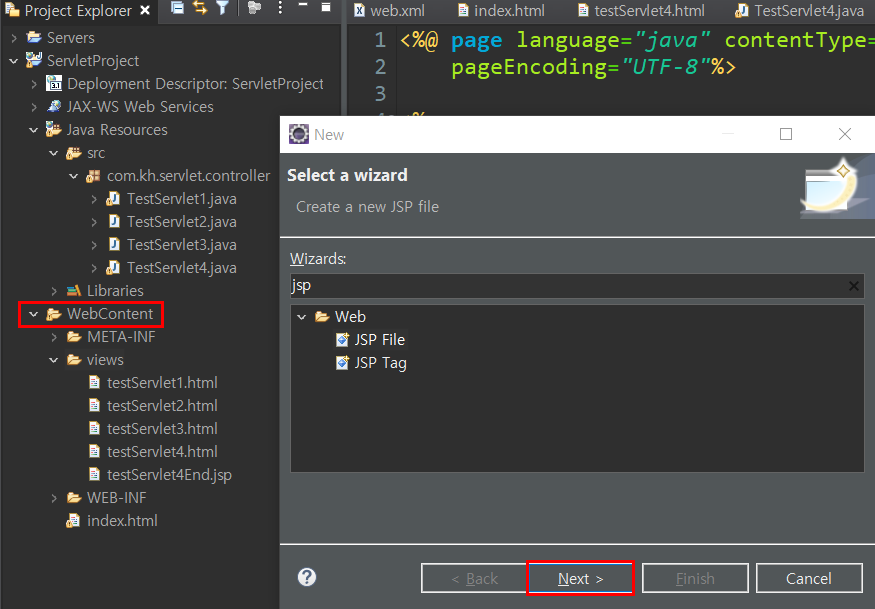 Project Explorer
web.xml
index.html
testServlet4.html
TestServlet4.java
Servers
ServletProject
Deployment Descriptor: ServletProject
JAX-WS Web Services
Java Resources
src
com.kh.servlet.controller
TestServlet1.java
TestServlet2.java
TestServlet3.java
TestServlet4.java
Libraries
WebContent
META-INF
views
testServlet1.html
testServlet2.html
testServlet3.html
testServlet4.html
testServlet4End.jsp
WEB-INF
index.html
1 <%@ page language="java" contentType=
2 pageEncoding="UTF-8"%>
3
New
Select a wizard
Create a new JSP file
Wizards:
jsp
Web
JSP File
JSP Tag
< Back
Next >
Finish
Cancel